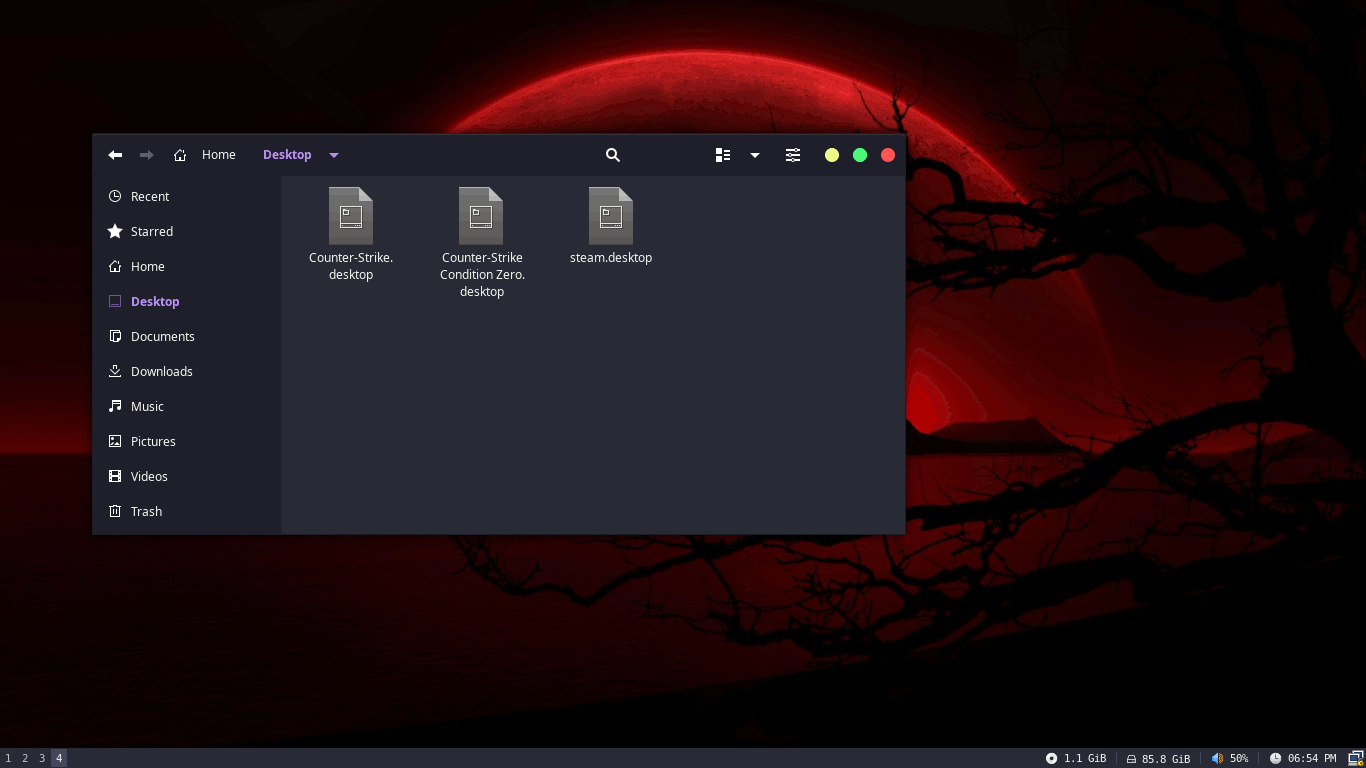 Home Desktop
Recent
Starred
Home
Desktop
Documents
Downloads
Music
Pictures
Videos
Trash
Counter-Strike.
desktop
Counter-Strike
Condition Zero.
desktop
steam.desktop
1 2 3 4
1.1 GiB 85.8 GiB 50% 06:54 PM